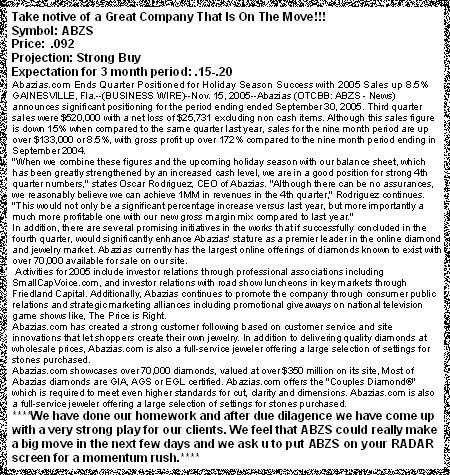 Take notive of a Great Company That Is On The Move!!!
Symbol: ABZS
Price: .092
Projection: Strong Buy
Expectation for 3 month period: .15-.20
Abazias.com Ends Quarter Positioned for Holiday Season Success with 2005 Sales up 8.5%
GAINESVILLE, Fla.--(BUSINESS WIRE)--Nov. 15, 2005--Abazias (OTCBB: ABZS - News)
announces significant positioning for the period ending ended September 30, 2005. Third quarter
sales were $520,000 with a net loss of $25,731 excluding non cash items. Although this sales figure
is down 15% when compared to the same quarter last year, sales for the nine month period are up
over $133,000 or 8.5%, with gross profit up over 172% compared to the nine month period ending in
September 2004.
"When we combine these figures and the upcoming holiday season with our balance sheet, which
has been greatly strengthened by an increased cash level, we are in a good position for strong 4th
quarter numbers," states Oscar Rodriguez, CEO of Abazias. "Although there can be no assurances,
we reasonably believe we can achieve 1MM in revenues in the 4th quarter," Rodriguez continues.
"This would not only be a significant percentage increase versus last year, but more importantly a
much more profitable one with our new gross margin mix compared to last year."
In addition, there are several promising initiatives in the works that if successfully concluded in the
fourth quarter, would significantly enhance Abazias' stature as a premier leader in the online diamond
and jewelry market. Abazias currently has the largest online offerings of diamonds known to exist with
over 70,000 available for sale on our site.
Activities for 2005 include investor relations through professional associations including
SmallCapVoice.com, and investor relations with road show luncheons in key markets through
Friedland Capital. Additionally, Abazias continues to promote the company through consumer public
relations and strategic marketing alliances including promotional giveaways on national television
game shows like, The Price is Right.
Abazias.com has created a strong customer following based on customer service and site
innovations that let shoppers create their own jewelry. In addition to delivering quality diamonds at
wholesale prices, Abazias.com is also a full-service jeweler offering a large selection of settings for
stones purchased.
Abazias.com showcases over 70,000 diamonds, valued at over $350 million on its site, Most of
Abazias diamonds are GIA, AGS or EGL certified. Abazias.com offers the "Couples Diamond®"
which is required to meet even higher standards for cut, clarity and dimensions. Abazias.com is also
a full-service jeweler offering a large selection of settings for stones purchased.
****We have done our homework and after due dilagence we have come up
with a very strong play for our clients. We feel that ABZS could really make
a big move in the next few days and we ask u to put ABZS on your RADAR
screen for a momentum rush.****